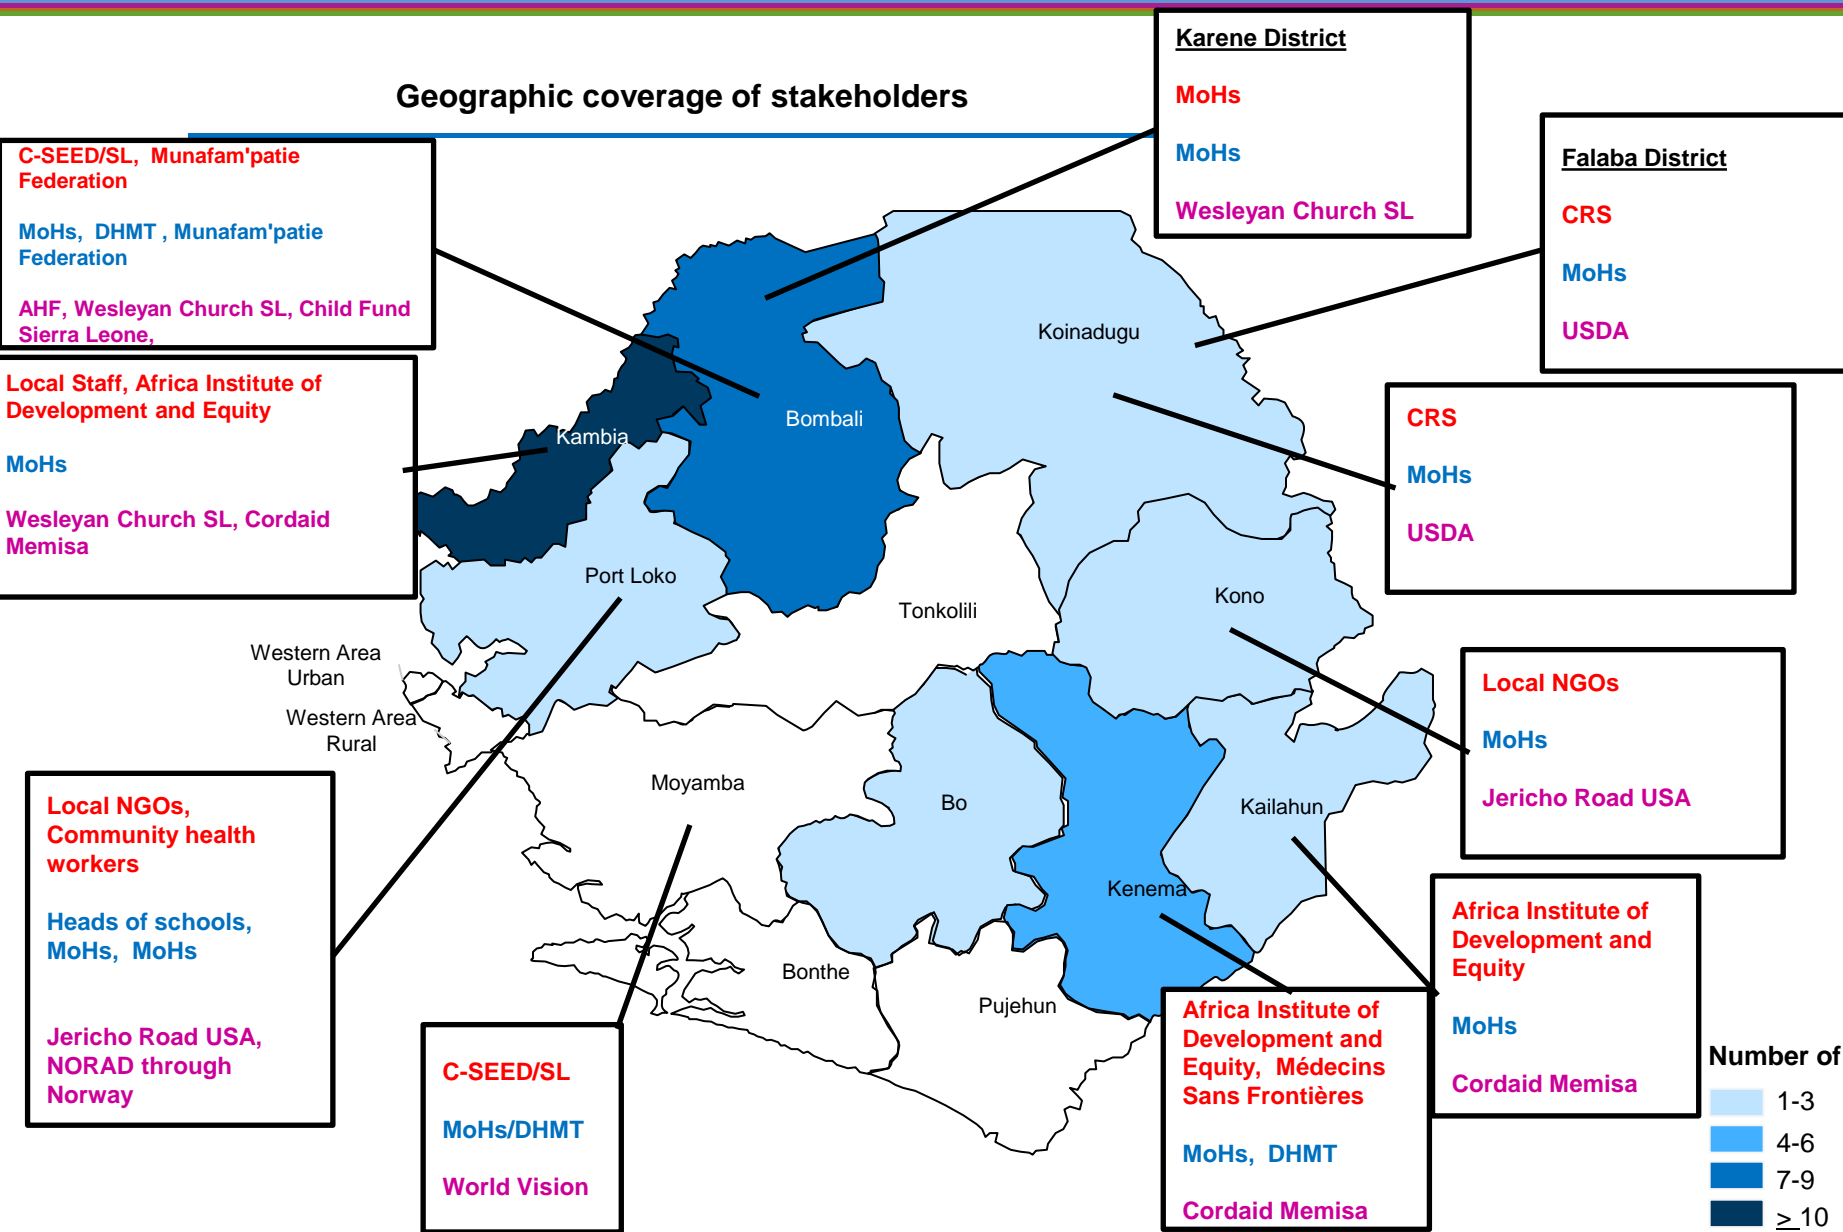 Geographic coverage of stakeholders
Karene District
MoHs
MoHs
Wesleyan Church SL
Falaba District
CRS
MoHs
USDA
C-SEED/SL, Munafam'patie
Federation
MoHs, DHMT , Munafam'patie
Federation
AHF, Wesleyan Church SL, Child Fund
Sierra Leone,
Local Staff, Africa Institute of
Development and Equity
MoHs
Wesleyan Church SL, Cordaid
Memisa
CRS
MoHs
USDA
Koinadugu
Bombali
Kambia
Port Loko
Tonkolili
Kono
Western Area
Urban
Western Area
Rural
Moyamba
Bo
Kailahun
Kenema
Bonthe
Pujehun
Local NGOs
MoHs
Jericho Road USA
Local NGOs,
Community health
workers
Heads of schools,
MoHs, MoHs
Jericho Road USA,
NORAD through
Norway
C-SEED/SL
MoHs/DHMT
World Vision
Africa Institute of
Development and
Equity, Médecins
Sans Frontières
MoHs, DHMT
Cordaid Memisa
Africa Institute of
Development and
Equity
MoHs
Cordaid Memisa
Number of
1-3
4-6
7-9
≥ 10